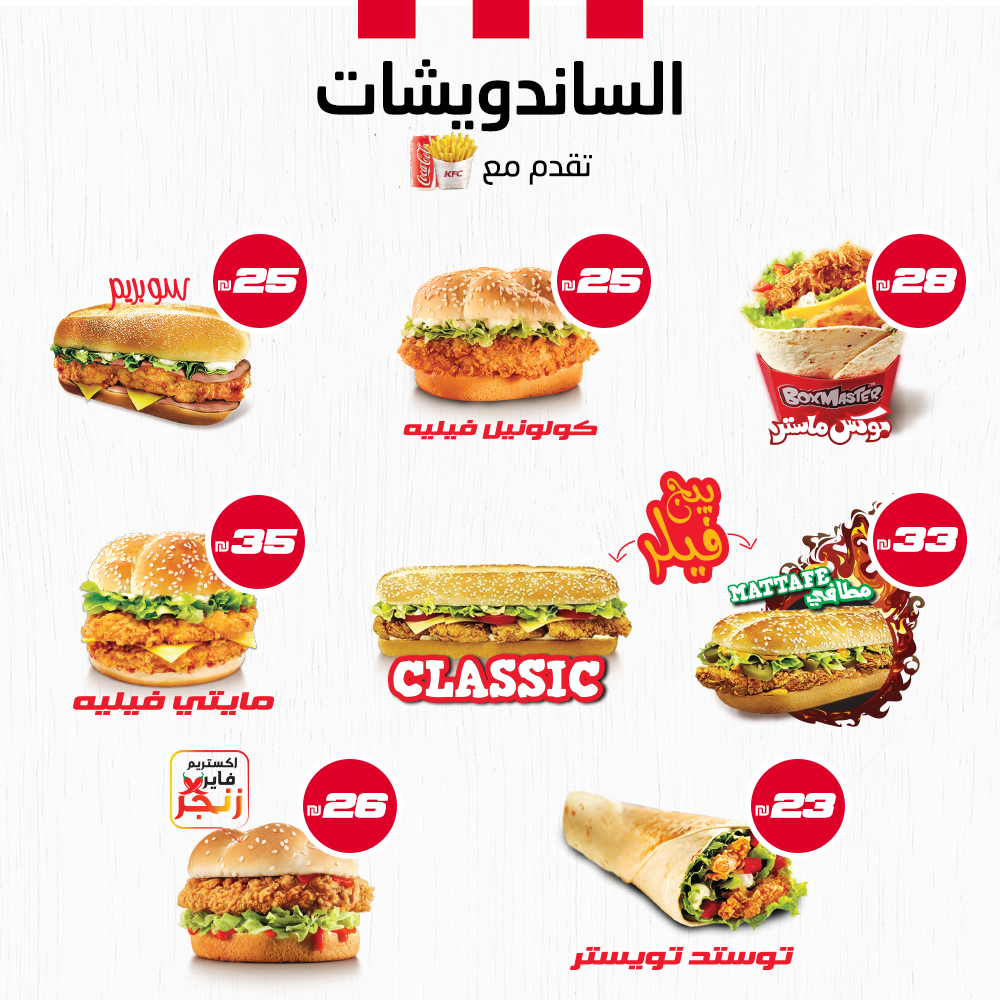 الساندويشات
تقدم مع
Coca-Cola
KFC
سوبريم
₪25
₪25
كولونيل فيليه
₪28
BOXMASTER
بوكس ماستر
₪35
مايتي فيليه
بيج
فيلر
CLASSIC
₪33
MATTAFE
مطافي
اكستريم
فاير
زنجر
₪26
₪23
توستد تويستر